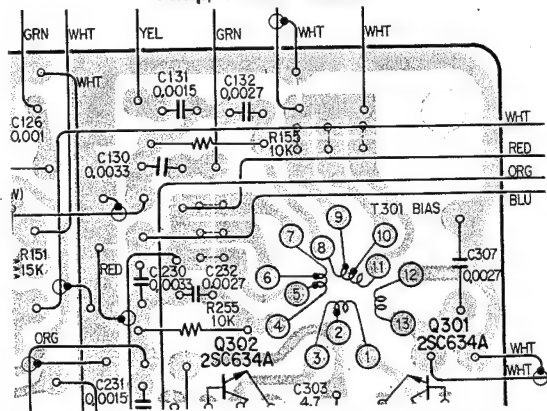 GRN
WHT
YEL
GRN
WHT
WHT
WHT
C131
0,0015
C132
0,0027
C126
0,001
WHT
R155
10K
RED
C130
0,0033
ORG
BLU
T.301 BIAS
9
10
7
8
11
6
12
5
C307
0,0027
R151
15K
RED
C230
0,0033
C232
0,0027
4
2
13
3
1
R255
10K
Q302
2SC634A
Q301
2SC634A
ORG
WHT
WHT
C231
0,0015
C303
4.7